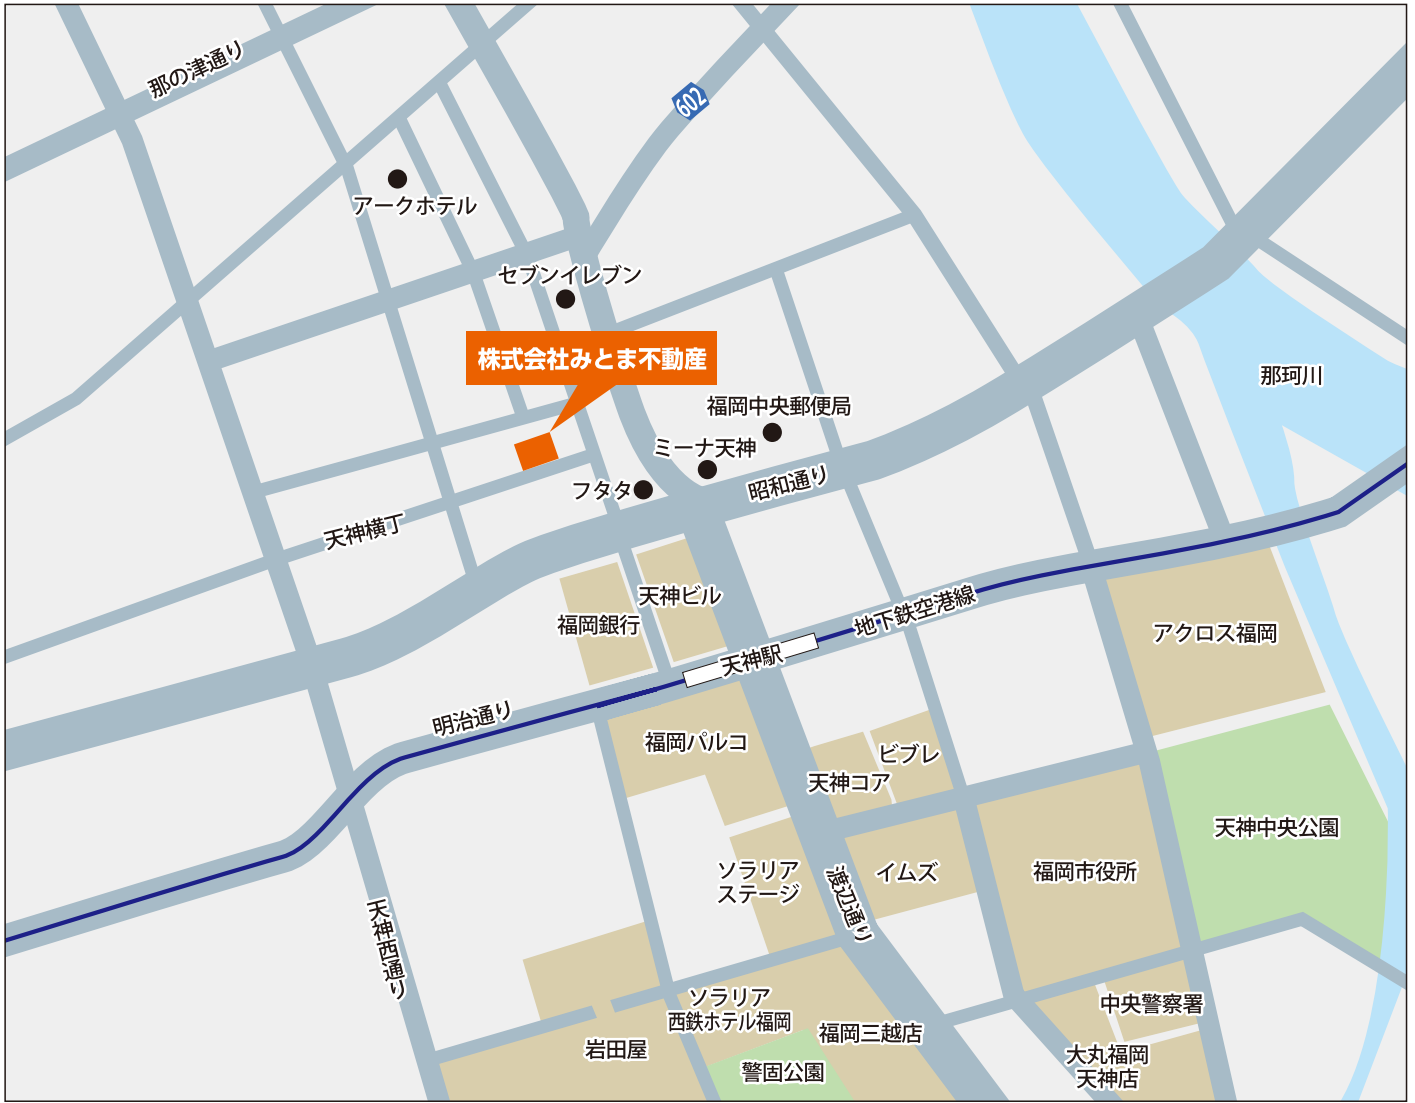 那の津通り
602
アークホテル
セブンイレブン
株式会社みとま不動産
那珂川
福岡中央郵便局
ミーナ天神
フタタ
昭和通り
天神横丁
天神ビル
福岡銀行
地下鉄空港線
アクロス福岡
天神駅
明治通り
福岡パルコ
ビブレ
天神コア
天神中央公園
ソラリア
ステージ
イムズ
福岡市役所
渡辺通り
天神西通り
ソラリア
西鉄ホテル福岡
中央警察署
福岡三越店
岩田屋
大丸福岡
天神店
警固公園